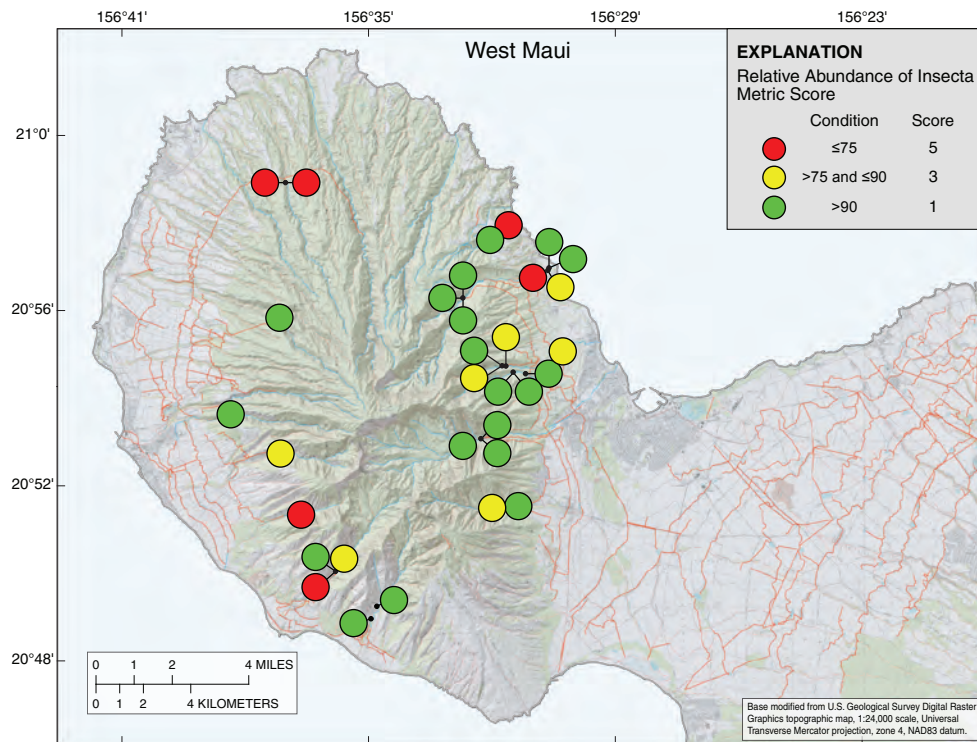 156°41'
156°35'
156°29'
156°23'
West Maui
EXPLANATION
Relative Abundance of Insecta
Metric Score
Condition Score
≤75 5
>75 and ≤90 3
>90 1
21°0'
20°56'
20°52'
20°48'
0 1 2 4 MILES
0 1 2 4 KILOMETERS
Base modified from U.S. Geological Survey Digital Raster
Graphics topographic map, 1:24,000 scale, Universal
Transverse Mercator projection, zone 4, NAD83 datum.